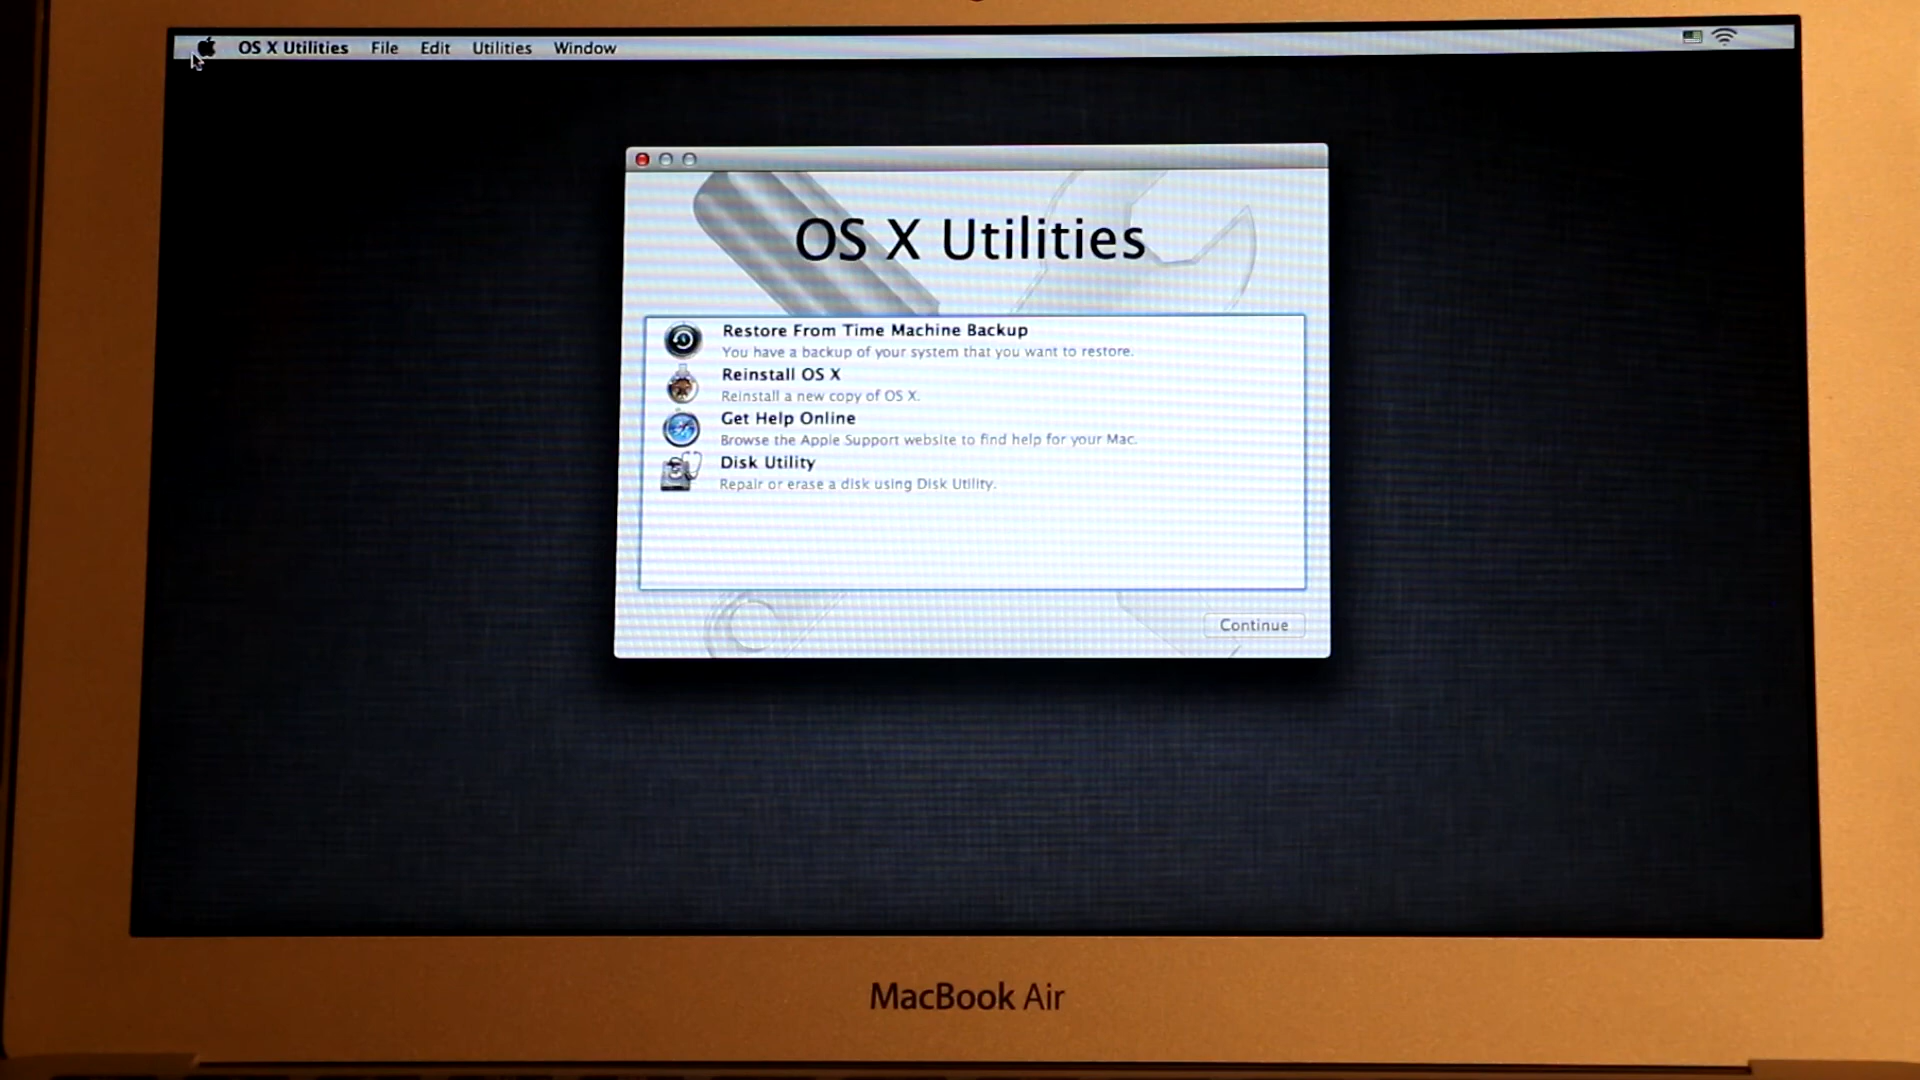 OS X Utilities File Edit Utilities Window
OS X Utilities
Restore From Time Machine Backup
You have a backup of your system that you want to restore.
Reinstall OS X
Reinstall a new copy of OS X.
Get Help Online
Browse the Apple Support website to find help for your Mac.
Disk Utility
Repair or erase a disk using Disk Utility.
Continue
MacBook Air